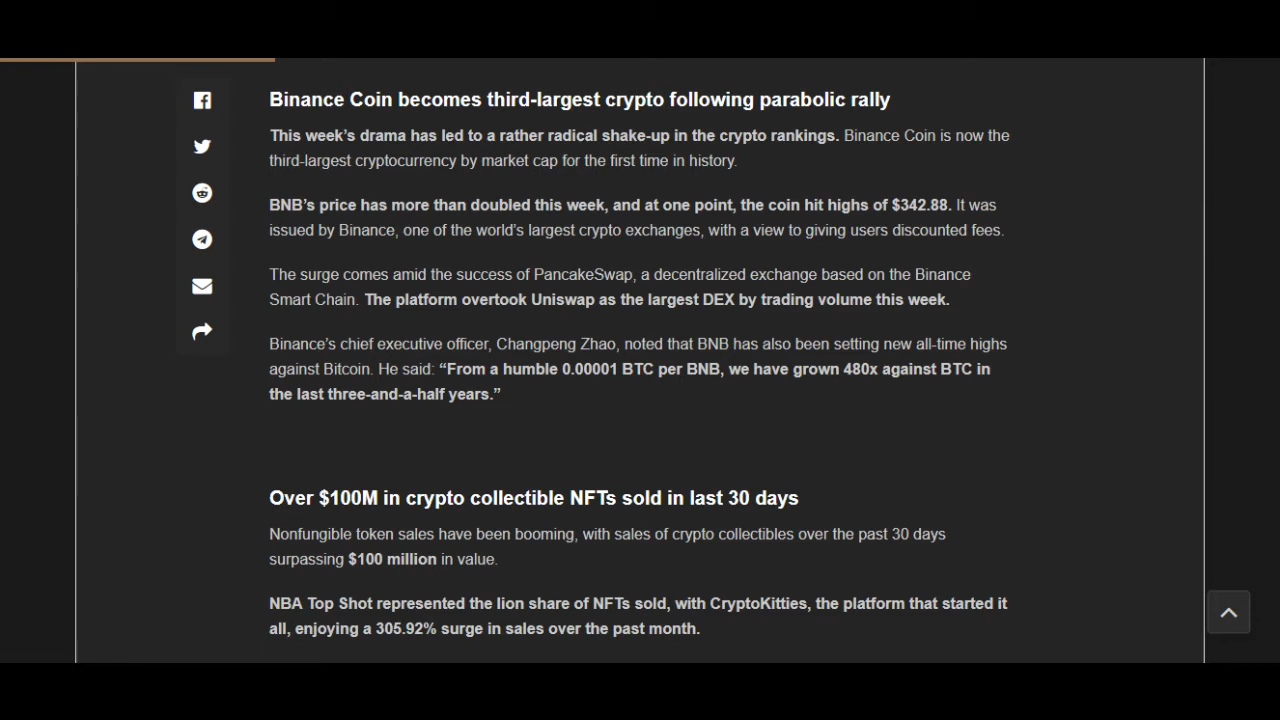 Binance Coin becomes third-largest crypto following parabolic rally
This week's drama has led to a rather radical shake-up in the crypto rankings. Binance Coin is now the
third-largest cryptocurrency by market cap for the first time in history.
BNB's price has more than doubled this week, and at one point, the coin hit highs of $342.88. It was
issued by Binance, one of the world's largest crypto exchanges, with a view to giving users discounted fees.
The surge comes amid the success of PancakeSwap, a decentralized exchange based on the Binance
Smart Chain. The platform overtook Uniswap as the largest DEX by trading volume this week.
Binance's chief executive officer, Changpeng Zhao, noted that BNB has also been setting new all-time highs
against Bitcoin. He said: “From a humble 0.00001 BTC per BNB, we have grown 480x against BTC in
the last three-and-a-half years.”
Over $100M in crypto collectible NFTs sold in last 30 days
Nonfungible token sales have been booming, with sales of crypto collectibles over the past 30 days
surpassing $100 million in value.
NBA Top Shot represented the lion share of NFTs sold, with CryptoKitties, the platform that started it
all, enjoying a 305.92% surge in sales over the past month.